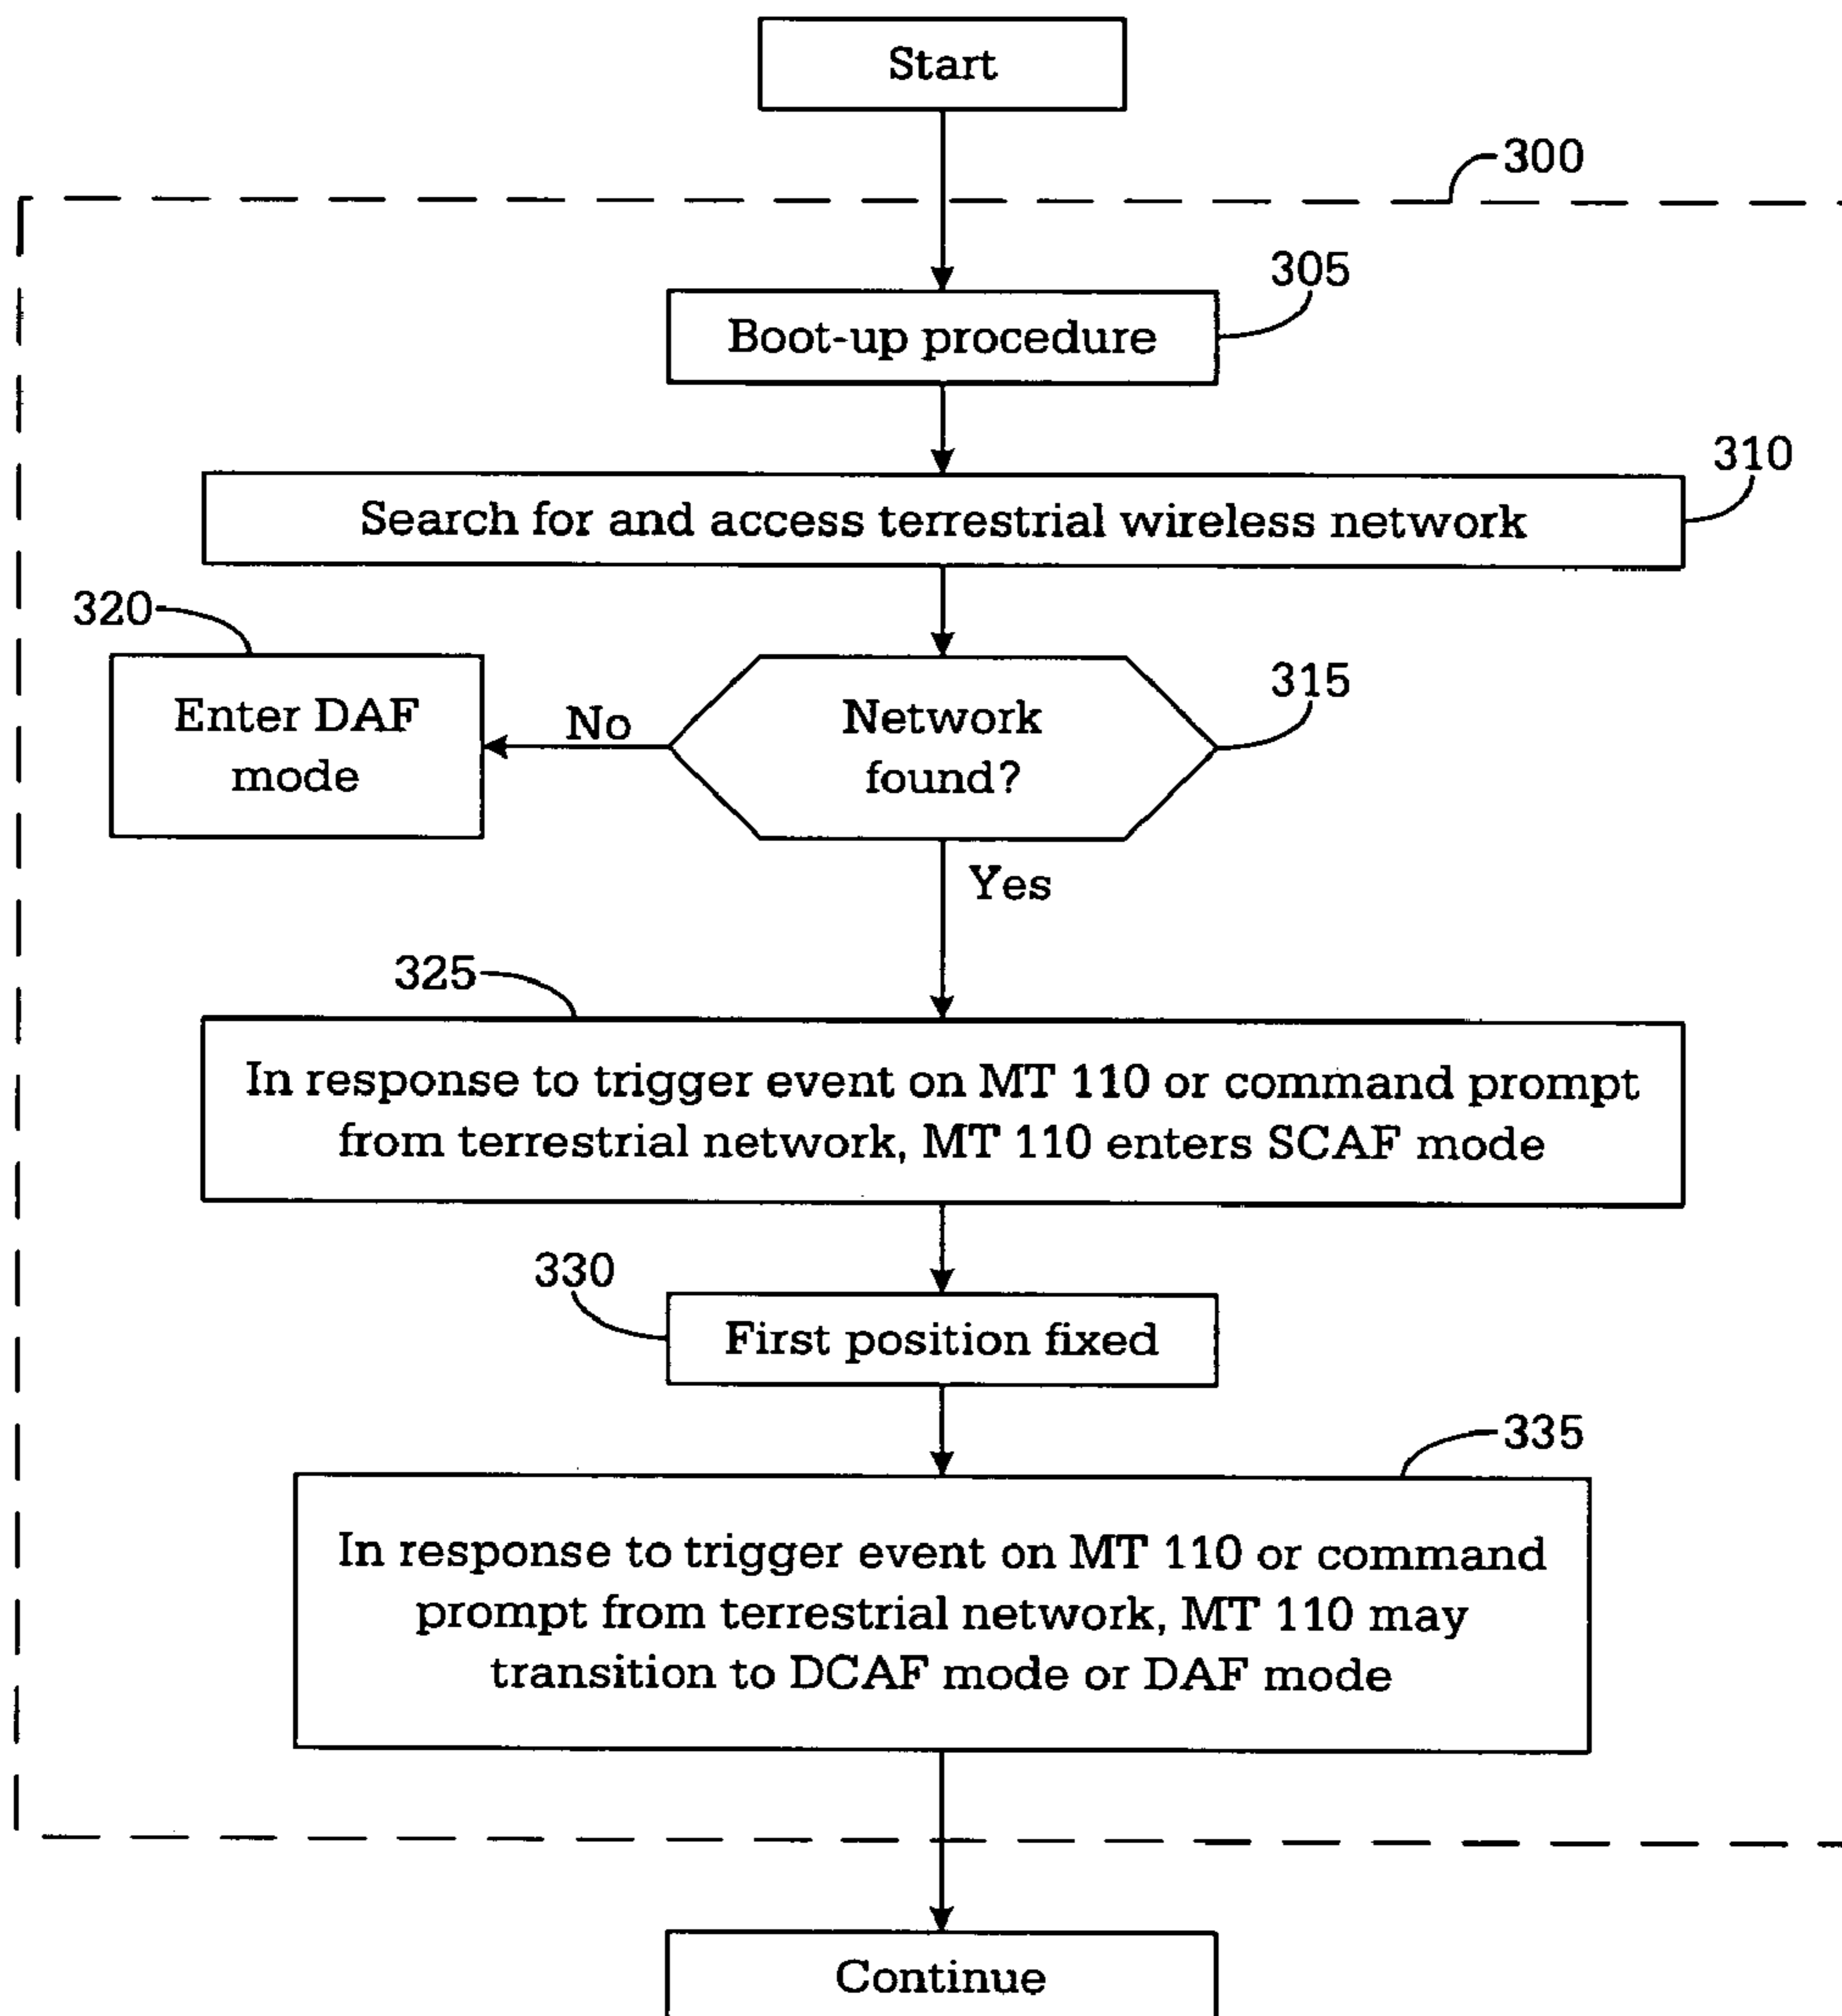 Start
300
305
Boot-up procedure
310
Search for and access terrestrial wireless network
320
Enter DAF
mode
No
Network
found?
315
Yes
325
In response to trigger event on MT 110 or command prompt
from terrestrial network, MT 110 enters SCAF mode
330
First position fixed
335
In response to trigger event on MT 110 or command
prompt from terrestrial network, MT 110 may
transition to DCAF mode or DAF mode
Continue